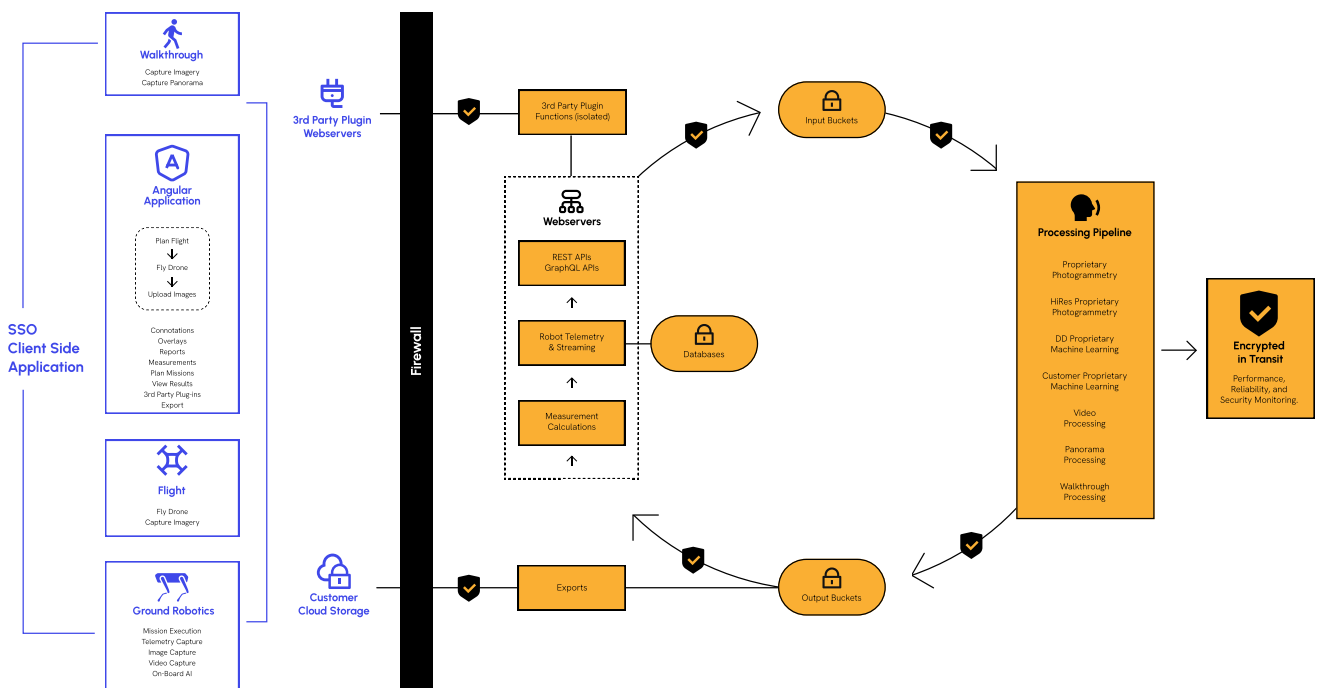 SSO
Client Side
Application
Walkthrough
Capture Imagery
Capture Panorama
Angular
Application
Plan Flight
Fly Drone
Upload Images
Connotations
Overlays
Reports
Measurements
Plan Missions
View Results
3rd Party Plug-ins
Export
Flight
Fly Drone
Capture Imagery
Ground Robotics
Mission Execution
Telemetry Capture
Image Capture
Video Capture
On-Board AI
3rd Party Plugin
Webservers
Customer
Cloud Storage
Firewall
3rd Party Plugin
Functions (isolated)
Webservers
REST APIs
GraphQL APIs
Robot Telemetry
& Streaming
Measurement
Calculations
Databases
Exports
Input Buckets
Output Buckets
Processing Pipeline
Proprietary
Photogrammetry
HiRes Proprietary
Photogrammetry
DD Proprietary
Machine Learning
Customer Proprietary
Machine Learning
Video
Processing
Panorama
Processing
Walkthrough
Processing
Encrypted
in Transit
Performance,
Reliability, and
Security Monitoring.